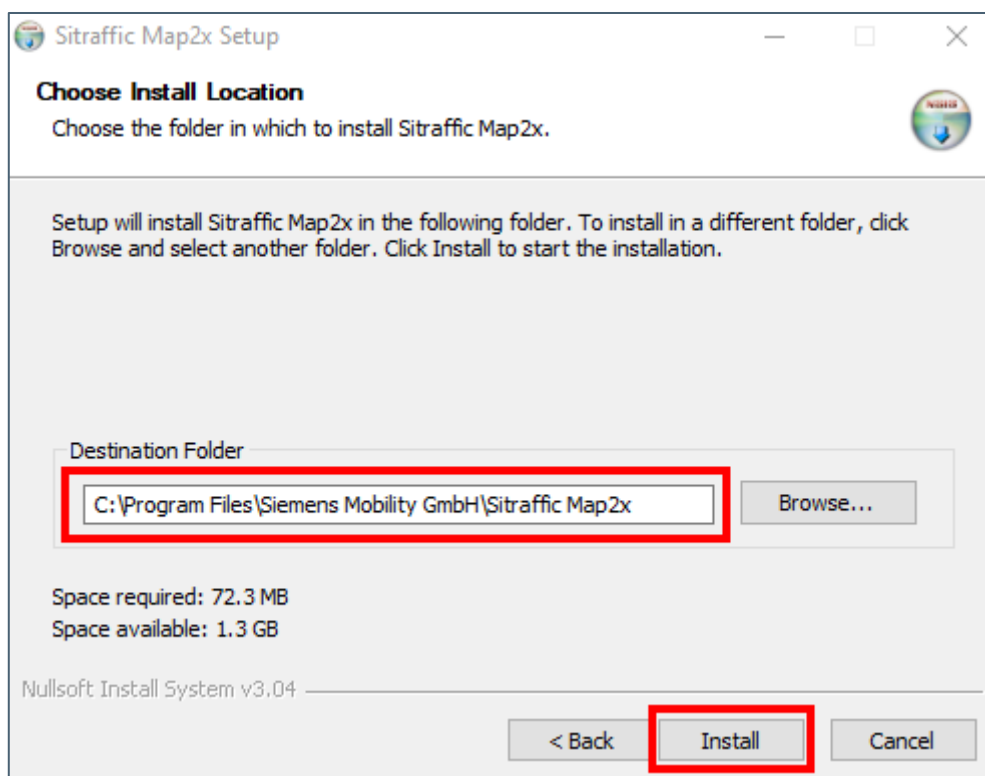 Sitraffic Map2x Setup
Choose Install Location
Choose the folder in which to install Sitraffic Map2x.
Setup will install Sitraffic Map2x in the following folder. To install in a different folder, click
Browse and select another folder. Click Install to start the installation.
Destination Folder
C:\Program Files\Siemens Mobility GmbH\Sitraffic Map2x
Browse...
Space required: 72.3 MB
Space available: 1.3 GB
Nullsoft Install System v3.04
< Back
Install
Cancel